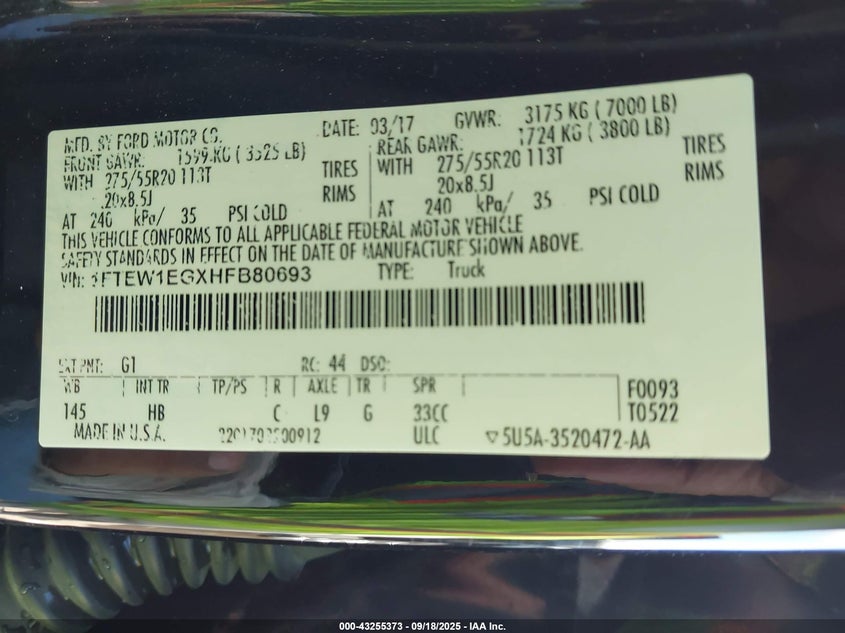 MFD. BY FORD MOTOR CO. DATE: 03/17 GVWR: 3175 KG ( 7000 LB)
FRONT GAWR: 1599 KG ( 3525 LB) REAR GAWR: 1724 KG ( 3800 LB)
WITH 275/55R20 113T TIRES WITH 275/55R20 113T TIRES
20x8.5J RIMS 20x8.5J RIMS
AT 240 kPa/ 35 PSI COLD AT 240 kPa/ 35 PSI COLD
THIS VEHICLE CONFORMS TO ALL APPLICABLE FEDERAL MOTOR VEHICLE
SAFETY STANDARDS IN EFFECT ON THE DATE OF MANUFACTURE SHOWN ABOVE.
VIN: 1FTEW1EGXHFB80693 TYPE: Truck
EXT PNT: G1 RC: 44 DSO:
WB INT TR TP/PS R AXLE TR SPR F0093
145 HB C L9 G 33CC T0522
MADE IN U.S.A. ULC ▽5U5A-3520472-AA
000-43255373 - 09/18/2025 - IAA Inc.